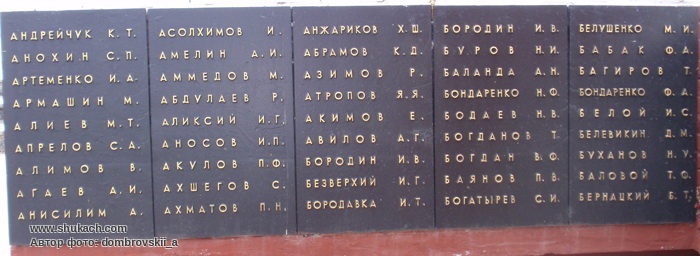 АНДРЕЙЧУК К.Т.
АНОХИН С.П.
АРТЕМЕНКО И.А.
АРМАШИН М.
АЛИЕВ М.Т.
АПРЕЛОВ С.А.
АЛИМОВ В.
АГАЕВ А.И.
АНИСИЛИМ А.
АСОЛХИМОВ И.
АМЕЛИН А.И.
АММЕДОВ М.
АБДУЛАЕВ Р.
АЛИКСИЙ И.Г.
АНОСОВ И.П.
АКУЛОВ П.Ф.
АХШЕГОВ С.
АХМАТОВ П.Н.
АНЖАРИКОВ Х.Ш.
АБРАМОВ К.Д.
АЗИМОВ Р.
АТРОПОВ Я.Я.
АКИМОВ Е.
АВИЛОВ А.Г.
БОРОДИН И.В.
БЕЗВЕРХИЙ И.Г.
БОРОДАВКА И.Т.
БОРОДИН И.В.
БУРОВ Н.И.
БАЛАНДА А.Н.
БОНДАРЕНКО Н.Ф.
БОДАЕВ Н.В.
БОГДАНОВ Т.
БОГДАН В.Ф.
БАЯНОВ П.В.
БОГАТЫРЕВ С.И.
БЕЛУШЕНКО М.И.
БАБАК Ф.А.
БАГИРОВ Т.
БОНДАРЕНКО Ф.А.
БЕЛОЙ И.С.
БЕЛЕВИКИН Д.М.
БУХАНОВ Н.У.
БАЛОВОЙ Т.Ф.
БЕРНАЦКИЙ Б.Т.
www.shukach.com
Автор фото- dombrovskii_a